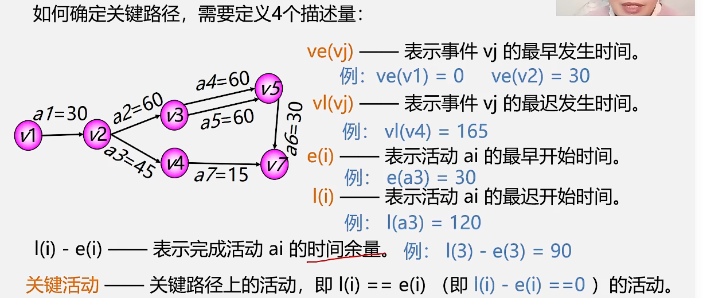 如何确定关键路径，需要定义4个描述量：
ve(vj) —— 表示事件 vj 的最早发生时间。
例：ve(v1) = 0 ve(v2) = 30
vl(vj) —— 表示事件 vj 的最迟发生时间。
例： vl(v4) = 165
e(i) —— 表示活动 ai 的最早开始时间。
例： e(a3) = 30
l(i) —— 表示活动 ai 的最迟开始时间。
例： l(a3) = 120
a1=30
a2=60
a3=45
a4=60
a5=60
a6=30
a7=15
v1
v2
v3
v4
v5
v7
l(i) - e(i) —— 表示完成活动 ai 的时间余量。 例： l(3) - e(3) = 90
关键活动 —— 关键路径上的活动，即 l(i) == e(i) （即 l(i) - e(i) ==0 ）的活动。